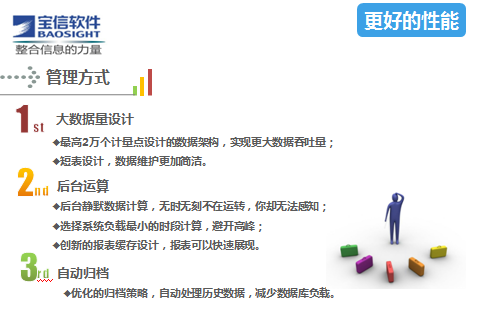 宝信软件
BAOSIGHT
整合信息的力量
更好的性能
管理方式
1st 大数据量设计
◆最高2万个计量点设计的数据架构，实现更大数据吞吐量；
◆短表设计，数据维护更加简洁。
2nd 后台运算
◆后台静默数据计算，无时无刻不在运转，你却无法感知；
◆选择系统负载最小的时段计算，避开高峰；
◆创新的报表缓存设计，报表可以快速展现。
3rd 自动归档
◆优化的归档策略，自动处理历史数据，减少数据库负载。